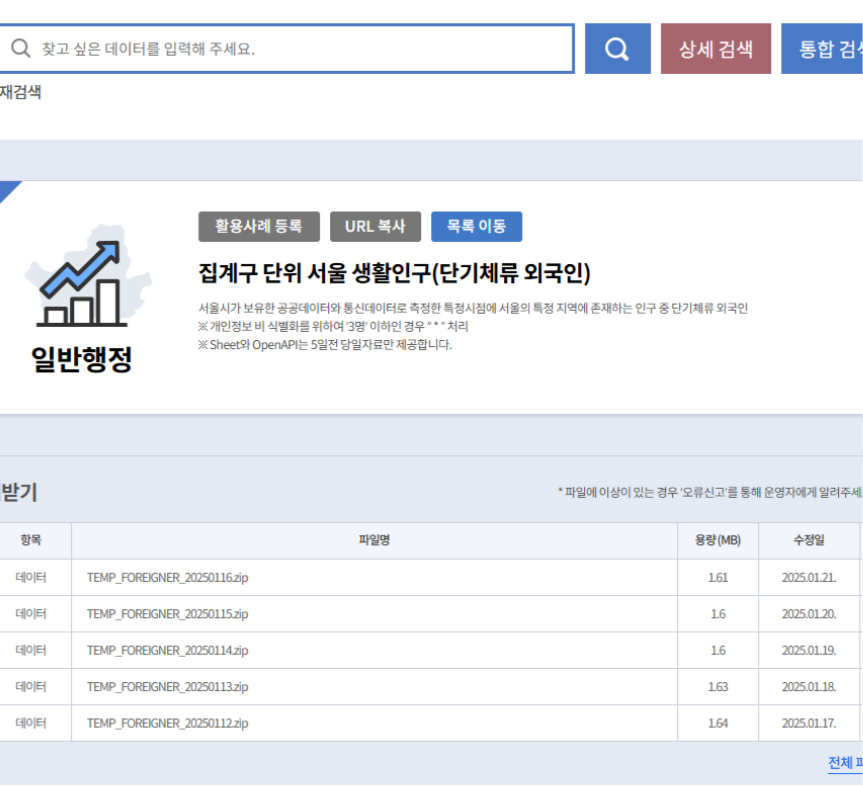 찾고 싶은 데이터를 입력해 주세요.
상세 검색
통합
재검색
활용사례 등록
URL 복사
목록 이동
집계구 단위 서울 생활인구(단기체류 외국인)
서울시가 보유한 공공데이터와 통신데이터로 측정한 특정시점에 서울의 특정 지역에 존재하는 인구 중 단기체류 외국인
※ 개인정보 비 식별화를 위하여 '3명' 이하인 경우 " * " 처리
※ Sheet와 OpenAPI는 5일전 당일자료만 제공합니다.
일반행정
받기
* 파일에 이상이 있는 경우 '오류신고'를 통해 운영자에게 알려주세
항목 파일명 용량(MB) 수정일
데이터 TEMP_FOREIGNER_20250116.zip 1.61 2025.01.21.
데이터 TEMP_FOREIGNER_20250115.zip 1.6 2025.01.20.
데이터 TEMP_FOREIGNER_20250114.zip 1.6 2025.01.19.
데이터 TEMP_FOREIGNER_20250113.zip 1.63 2025.01.18.
데이터 TEMP_FOREIGNER_20250112.zip 1.64 2025.01.17.
전체